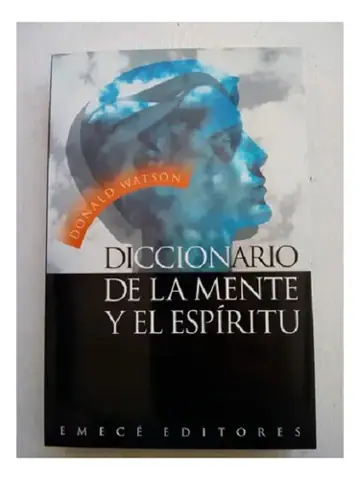 DONALD WATSON
DICCIONARIO
DE LA MENTE
Y EL ESPÍRITU
EMECÉ EDITORES